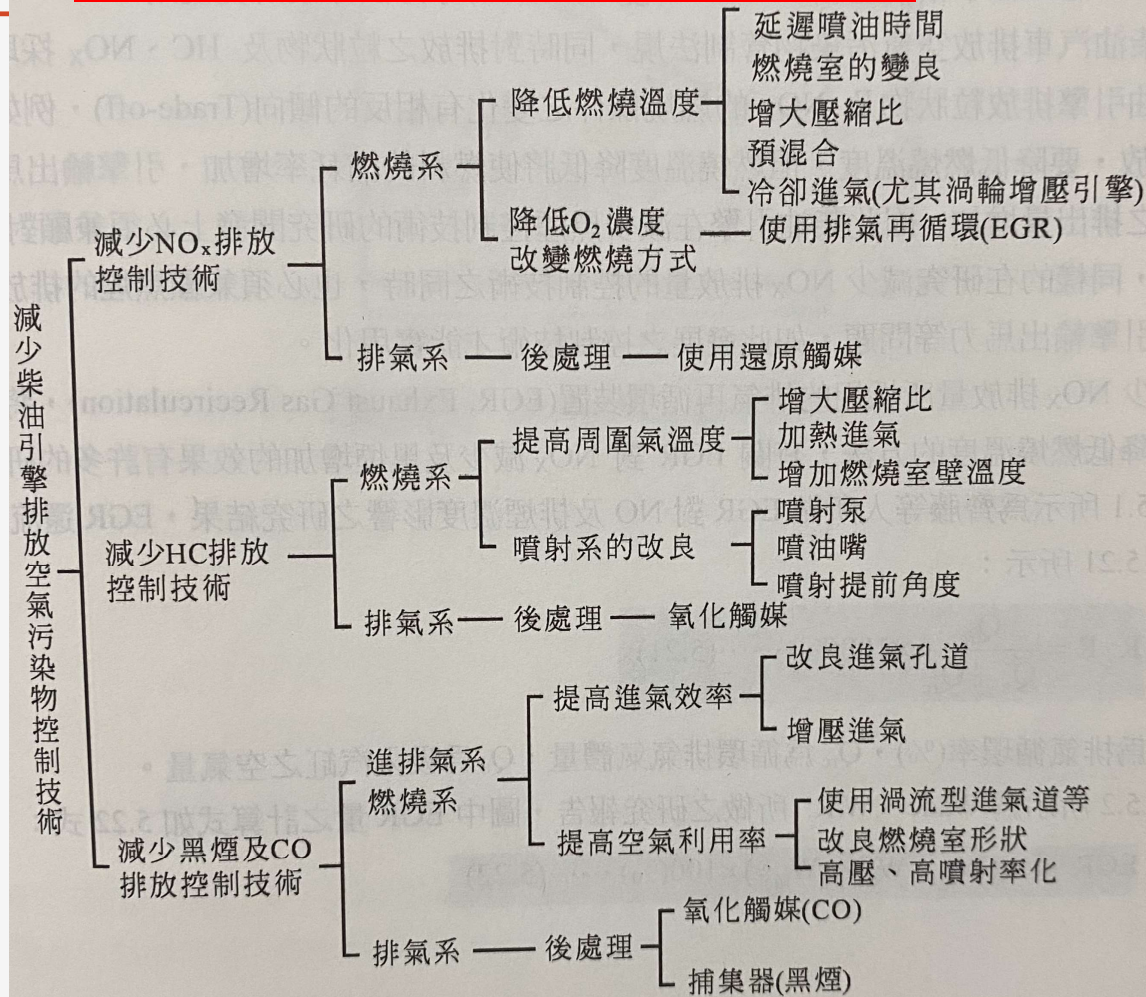 減少柴油引擎排放空氣污染物控制技術
減少NOₓ排放
控制技術
燃燒系
降低燃燒溫度
延遲噴油時間
燃燒室的變良
增大壓縮比
預混合
冷卻進氣(尤其渦輪增壓引擎)
降低O₂濃度
改變燃燒方式
使用排氣再循環(EGR)
排氣系
後處理
使用還原觸媒
減少HC排放
控制技術
燃燒系
提高周圍氣溫度
增大壓縮比
加熱進氣
增加燃燒室壁溫度
噴射系的改良
噴射泵
噴油嘴
噴射提前角度
排氣系
後處理
氧化觸媒
減少黑煙及CO
排放控制技術
進排氣系
燃燒系
提高進氣效率
改良進氣孔道
增壓進氣
提高空氣利用率
使用渦流型進氣道等
改良燃燒室形狀
高壓、高噴射率化
排氣系
後處理
氧化觸媒(CO)
捕集器(黑煙)